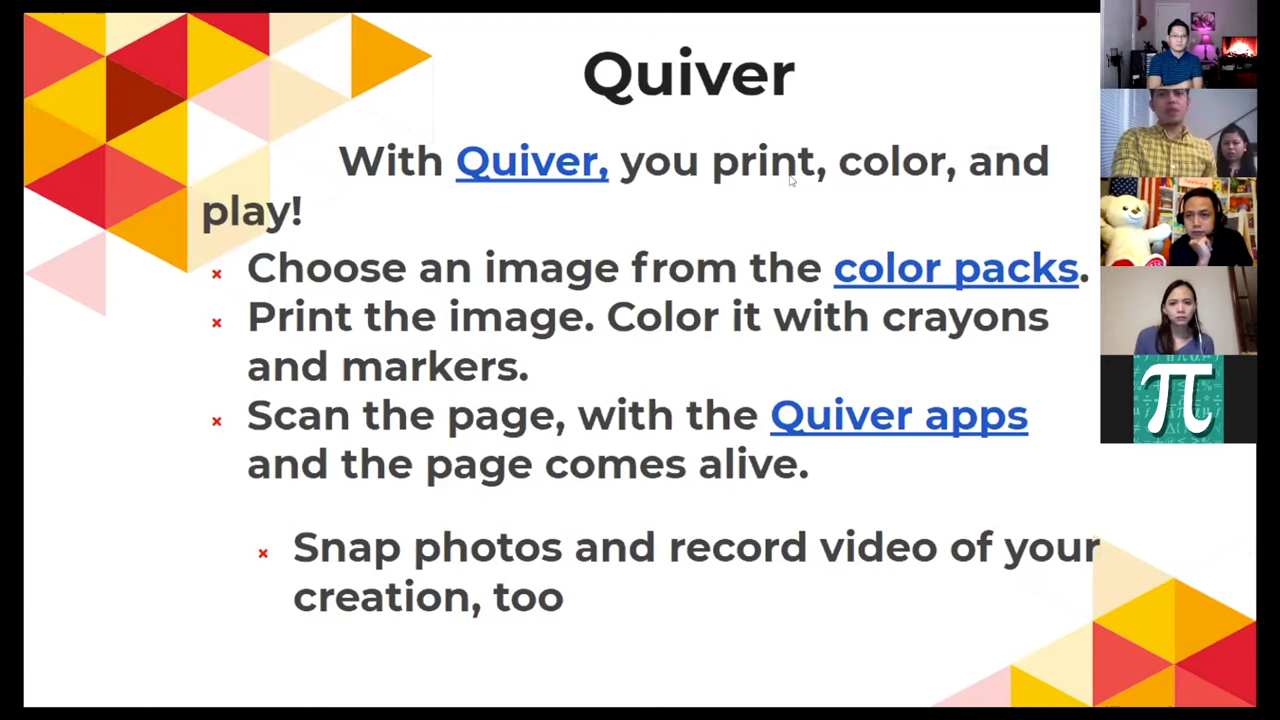 Quiver
With Quiver, you print, color, and
play!
Choose an image from the color packs.
Print the image. Color it with crayons
and markers.
Scan the page, with the Quiver apps
and the page comes alive.
Snap photos and record video of your
creation, too
π